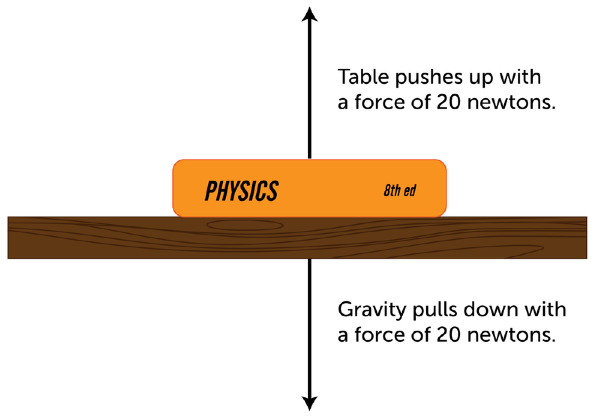 Table pushes up with
a force of 20 newtons.
PHYSICS 8th ed
Gravity pulls down with
a force of 20 newtons.